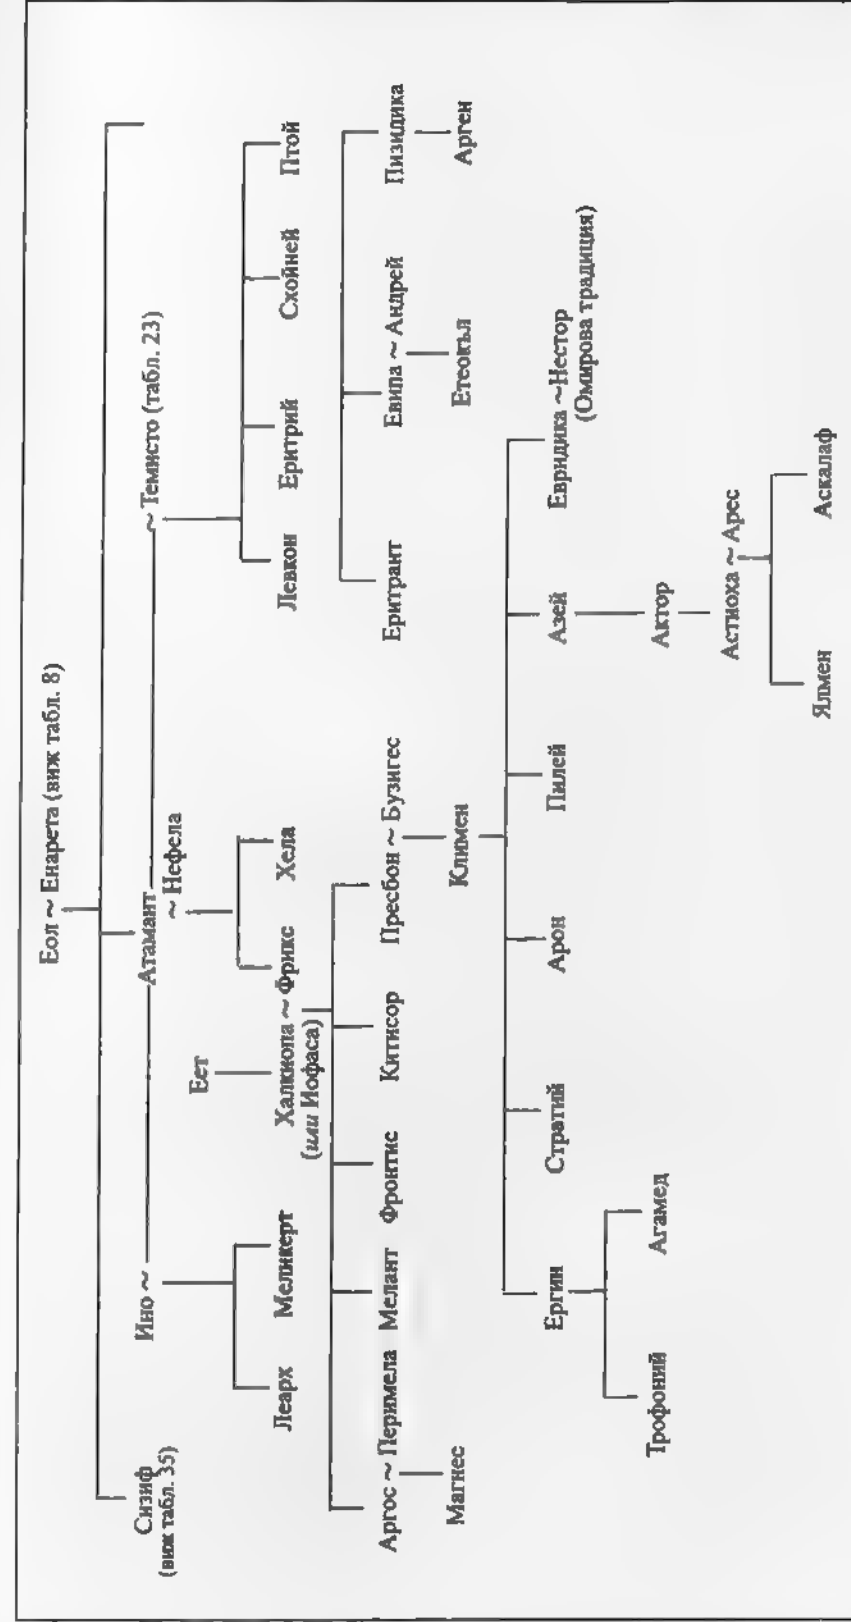 Еол ~ Енарета (виж табл. 8)
Сизиф
(виж табл. 35)
Ино ~
Атамант
~ Нефела
~ Темисто (табл. 23)
Еет
Леарх
Меликерт
Халкиопа ~ Фрикс
(или Иофаса)
Хела
Левкон
Еритрий
Схойней
Птой
Аргос ~ Перимела
Мелант
Фронтис
Китисор
Пресбон ~ Бузигес
Еритрант
Евипа ~ Андрей
Пизидика
Магнес
Климен
Етеокъл
Арген
Ергин
Стратий
Арон
Пилей
Азей
Евридика ~Нестор
(Омирова традиция)
Трофоний
Агамед
Актор
Астиоха ~ Арес
Ялмен
Аскалаф